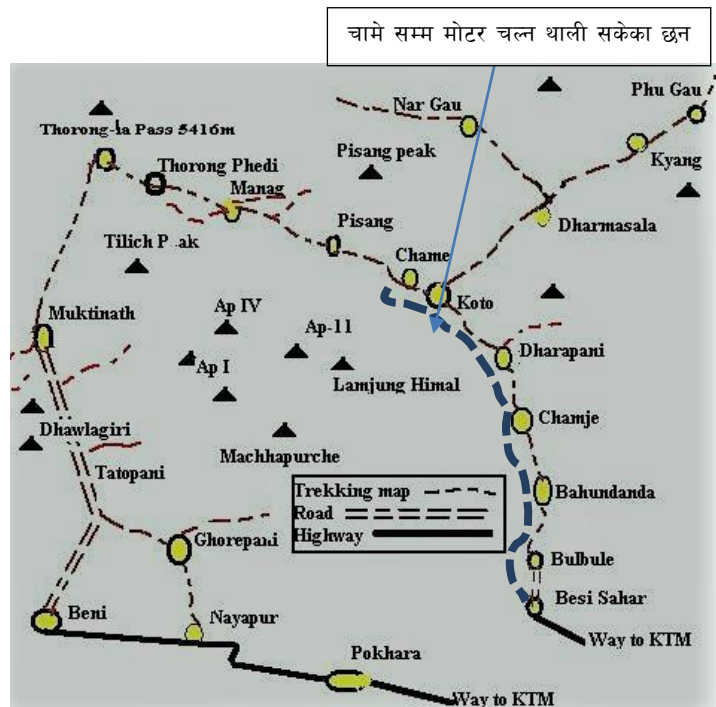 चामे सम्म मोटर चल्न थाली सकेका छन
Phu Gau
Nar Gau
Thorong-la Pass 5416m
Kyang
Pisang peak
Thorong Phedi
Manag
Pisang
Dharmasala
Tilich P ak
Chame
Koto
Muktinath
Ap IV
Ap-11
Dharapani
Ap I
Lamjung Himal
Dhawlagiri
Chamje
Machhapurche
Tatopani
Trekking map
Bahundanda
Road
Highway
Ghorepani
Bulbule
Besi Sahar
Beni
Nayapur
Way to KTM
Pokhara
Way to KTM